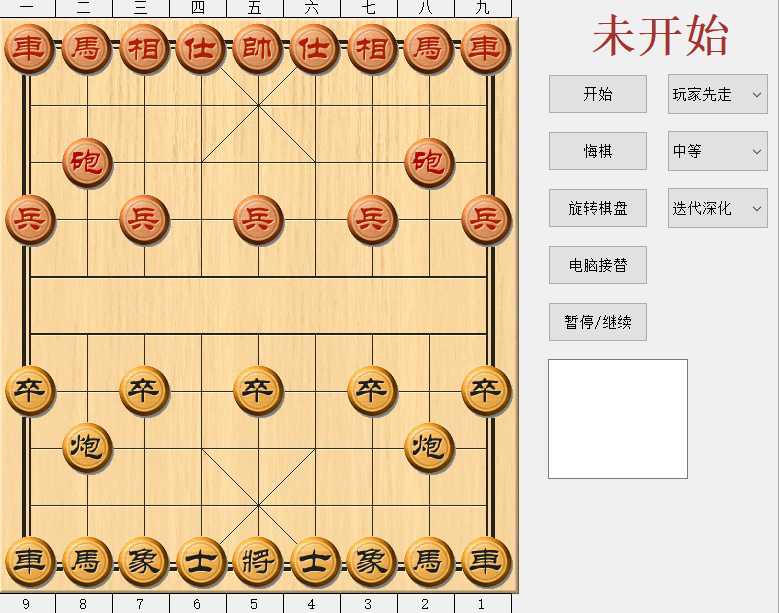 一 二 三 四 五 六 七 八 九
未开始
車 馬 相 仕 帥 仕 相 馬 車
开始 玩家先走
砲 砲
悔棋 中等
兵 兵 兵 兵 兵
旋转棋盘 迭代深化
电脑接替
暂停/继续
卒 卒 卒 卒 卒
炮 炮
車 馬 象 士 將 士 象 馬 車
9 8 7 6 5 4 3 2 1